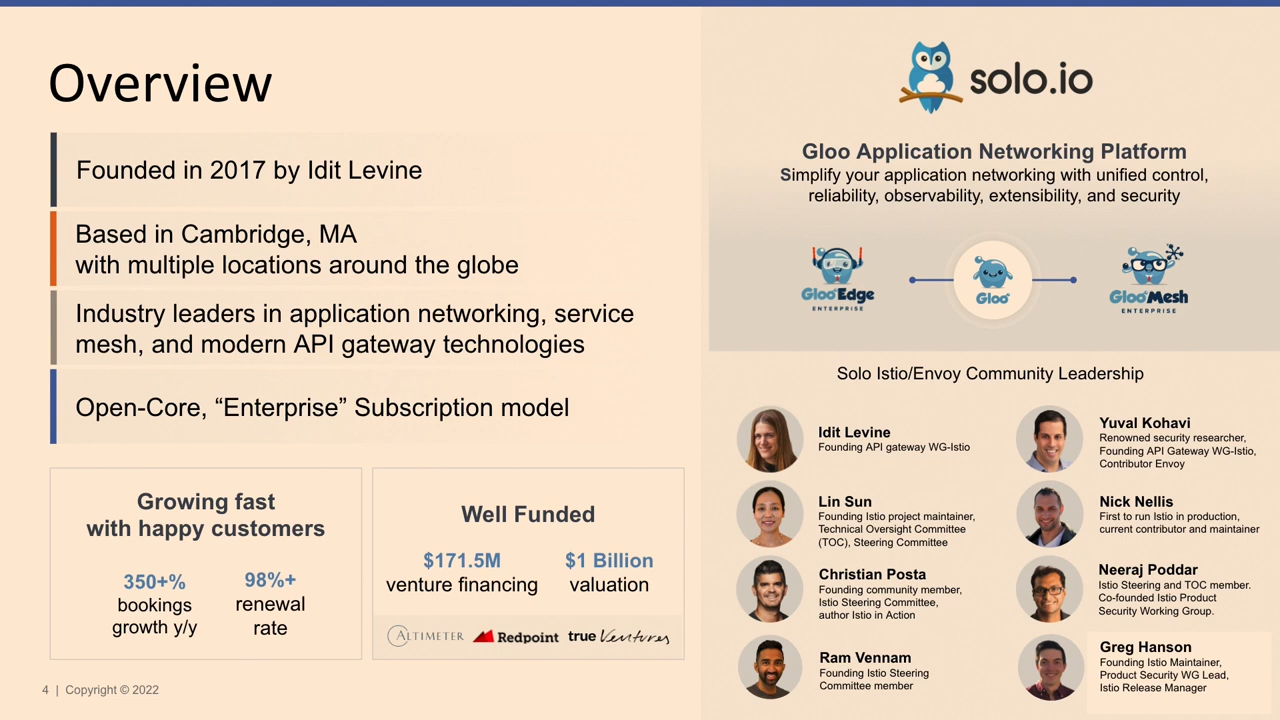 Overview
Founded in 2017 by Idit Levine
Based in Cambridge, MA
with multiple locations around the globe
Industry leaders in application networking, service
mesh, and modern API gateway technologies
Open-Core, “Enterprise” Subscription model
Growing fast
with happy customers
350+%
bookings
growth y/y
98%+
renewal
rate
Well Funded
$171.5M
venture financing
$1 Billion
valuation
ALTIMETER
Redpoint
true ventures
4 | Copyright © 2022
solo.io
Gloo Application Networking Platform
Simplify your application networking with unified control,
reliability, observability, extensibility, and security
Gloo Edge
ENTERPRISE
Gloo
Gloo Mesh
ENTERPRISE
Solo Istio/Envoy Community Leadership
Idit Levine
Founding API gateway WG-Istio
Yuval Kohavi
Renowned security researcher,
Founding API Gateway WG-Istio,
Contributor Envoy
Lin Sun
Founding Istio project maintainer,
Technical Oversight Committee
(TOC), Steering Committee
Nick Nellis
First to run Istio in production,
current contributor and maintainer
Christian Posta
Founding community member,
Istio Steering Committee,
author Istio in Action
Neeraj Poddar
Istio Steering and TOC member.
Co-founded Istio Product
Security Working Group.
Ram Vennam
Founding Istio Steering
Committee member
Greg Hanson
Founding Istio Maintainer,
Product Security WG Lead,
Istio Release Manager